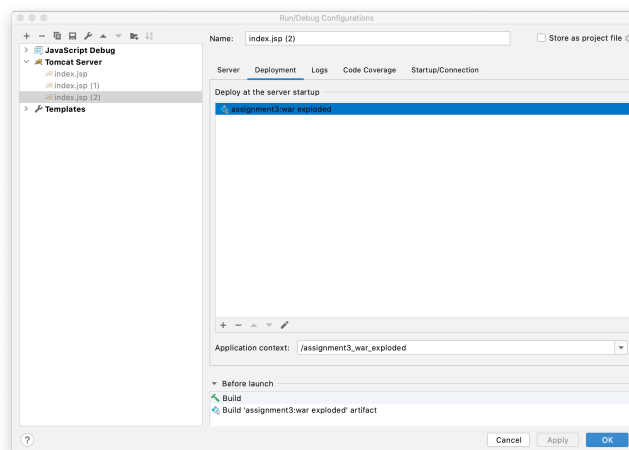 Run/Debug Configurations
JavaScript Debug
Tomcat Server
index.jsp
index.jsp (1)
index.jsp (2)
Templates
Name: index.jsp (2)
Store as project file
Server Deployment Logs Code Coverage Startup/Connection
Deploy at the server startup
assignment3:war exploded
Application context: /assignment3_war_exploded
Before launch
Build
Build 'assignment3:war exploded' artifact
? Cancel Apply OK